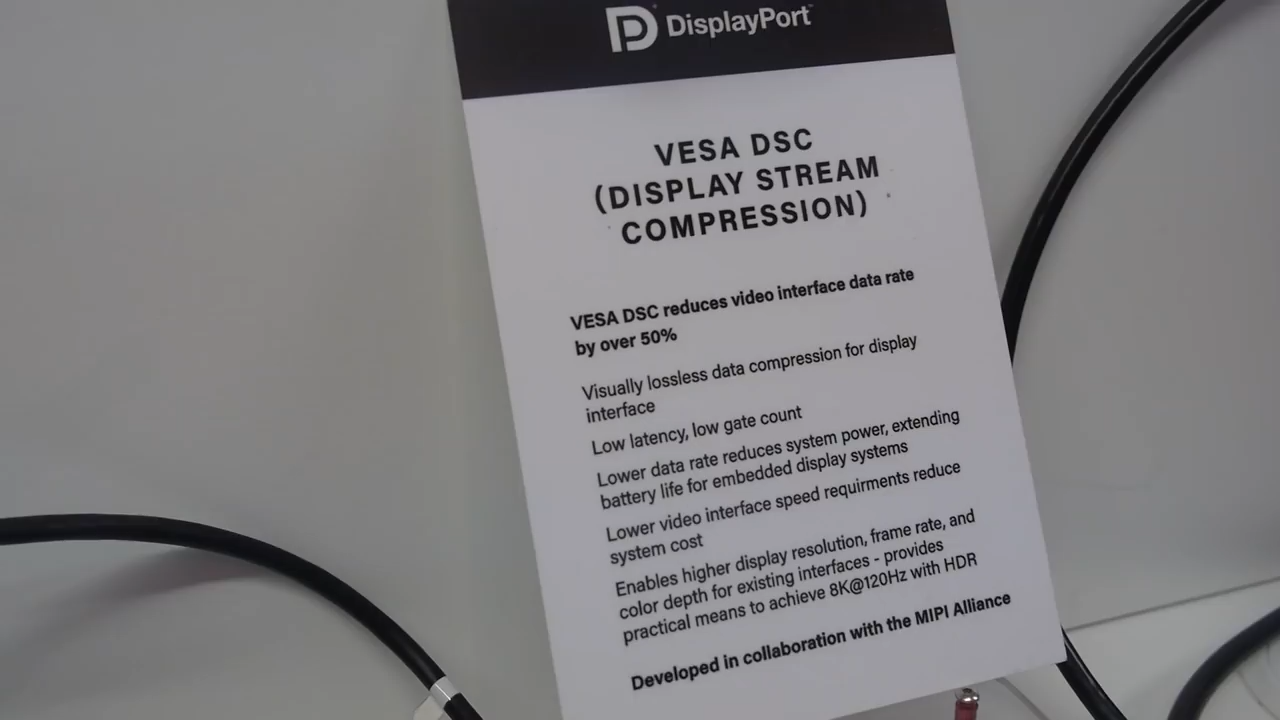 DisplayPort™
VESA DSC
(DISPLAY STREAM
COMPRESSION)
VESA DSC reduces video interface data rate
by over 50%
Visually lossless data compression for display
interface
Low latency, low gate count
Lower data rate reduces system power, extending
battery life for embedded display systems
Lower video interface speed requirments reduce
system cost
Enables higher display resolution, frame rate, and
color depth for existing interfaces - provides
practical means to achieve 8K@120Hz with HDR
Developed in collaboration with the MIPI Alliance